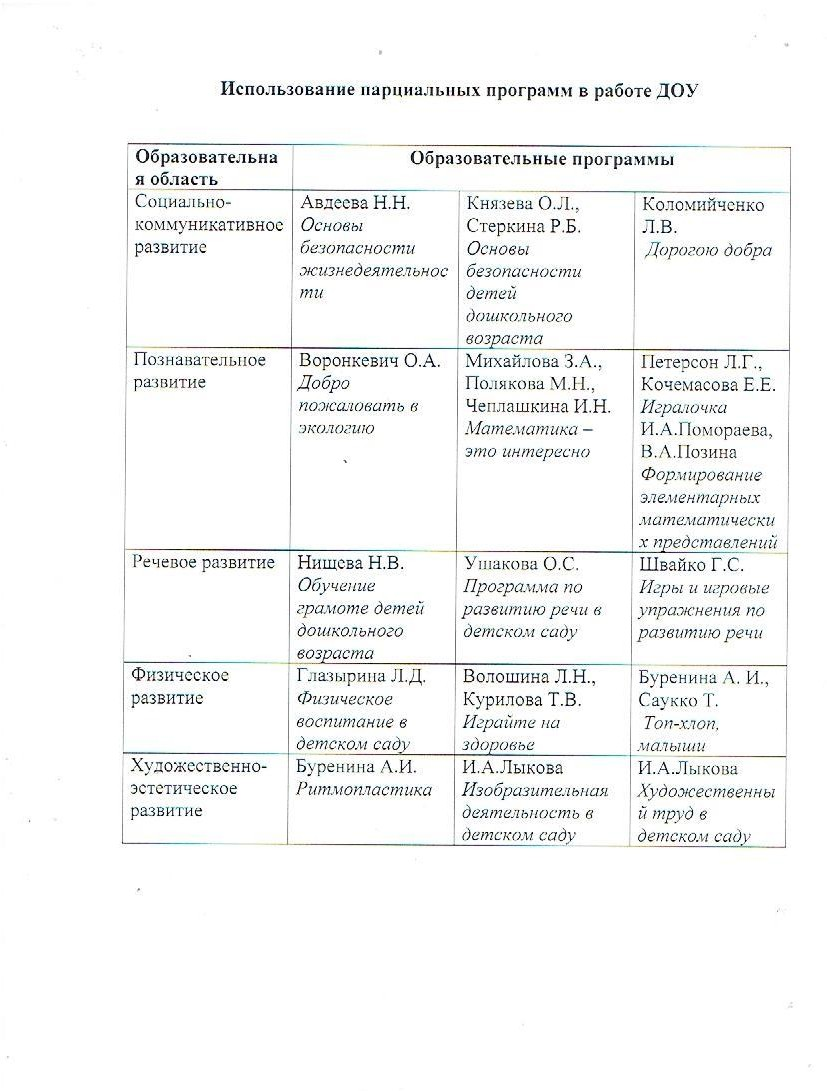 Использование парциальных программ в работе ДОУ
Образовательна
я область
Образовательные программы
Социально-
коммуникативное
развитие
Авдеева Н.Н.
Основы
безопасности
жизнедеятельнос
ти
Князева О.Л.,
Стеркина Р.Б.
Основы
безопасности
детей
дошкольного
возраста
Коломийченко
Л.В.
Дорогою добра
Познавательное
развитие
Воронкевич О.А.
Добро
пожаловать в
экологию
Михайлова З.А.,
Полякова М.Н.,
Чеплашкина И.Н.
Математика –
это интересно
Петерсон Л.Г.,
Кочемасова Е.Е.
Игралочка
И.А.Помораева,
В.А.Позина
Формирование
элементарных
математически
х представлений
Речевое развитие
Нищева Н.В.
Обучение
грамоте детей
дошкольного
возраста
Ушакова О.С.
Программа по
развитию речи в
детском саду
Швайко Г.С.
Игры и игровые
упражнения по
развитию речи
Физическое
развитие
Глазырина Л.Д.
Физическое
воспитание в
детском саду
Волошина Л.Н.,
Курилова Т.В.
Играйте на
здоровье
Буренина А. И.,
Саукко Т.
Топ-хлоп,
малыши
Художественно-
эстетическое
развитие
Буренина А.И.
Ритмопластика
И.А.Лыкова
Изобразительная
деятельность в
детском саду
И.А.Лыкова
Художественны
й труд в
детском саду